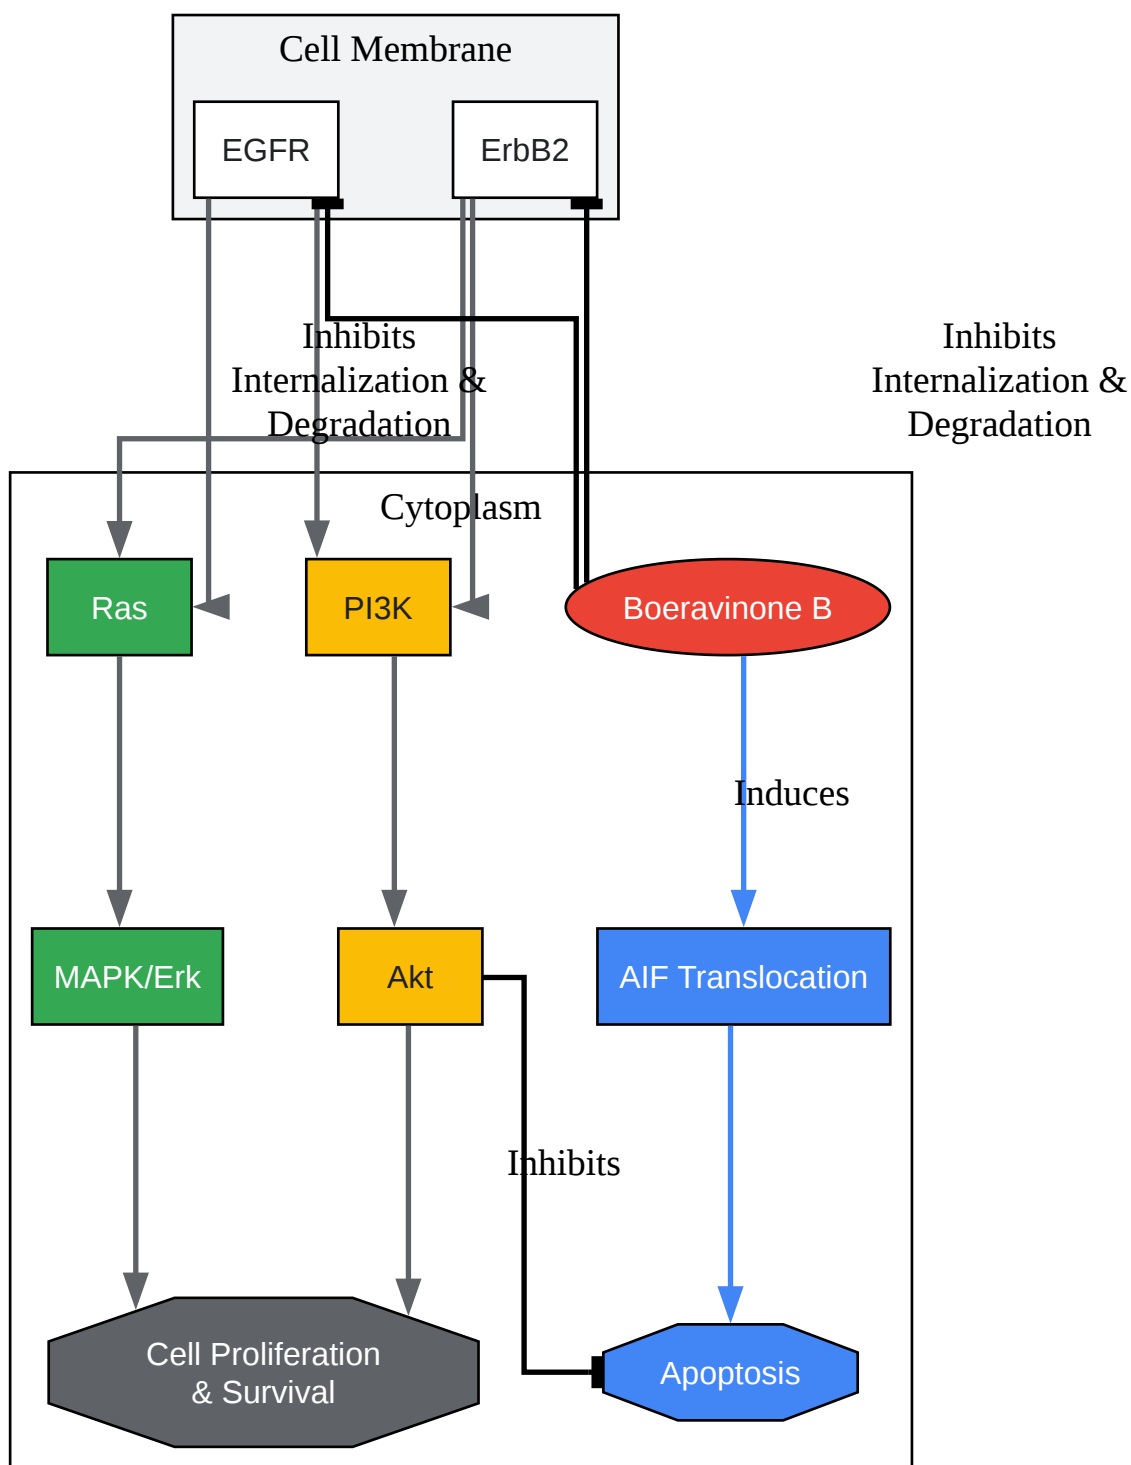 Cell Membrane
EGFR
ErbB2
Inhibits
Internalization &
Degradation
Inhibits
Internalization &
Degradation
Cytoplasm
Ras
PI3K
Boeravinone B
Induces
MAPK/Erk
Akt
AIF Translocation
Inhibits
Cell Proliferation
& Survival
Apoptosis